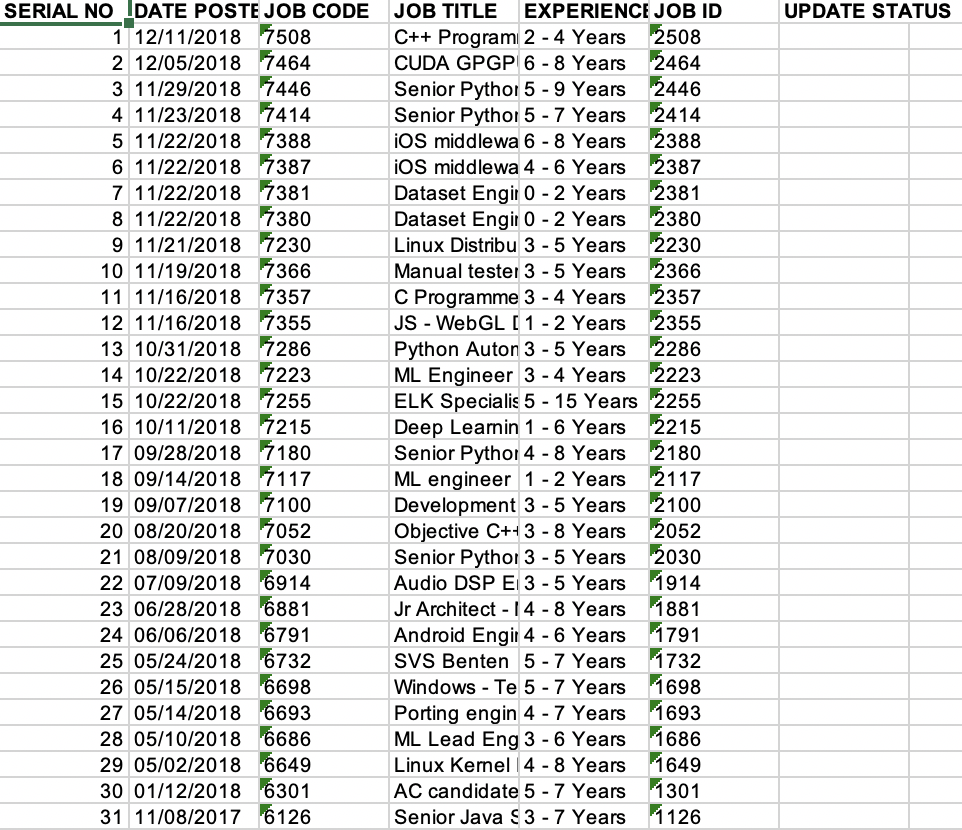 SERIAL NO DATE POSTE JOB CODE JOB TITLE EXPERIENCE JOB ID UPDATE STATUS
1 12/11/2018 7508 C++ Program 2 - 4 Years 2508
2 12/05/2018 7464 CUDA GPGP 6 - 8 Years 2464
3 11/29/2018 7446 Senior Python 5 - 9 Years 2446
4 11/23/2018 7414 Senior Python 5 - 7 Years 2414
5 11/22/2018 7388 iOS middlewa 6 - 8 Years 2388
6 11/22/2018 7387 iOS middlewa 4 - 6 Years 2387
7 11/22/2018 7381 Dataset Engin 0 - 2 Years 2381
8 11/22/2018 7380 Dataset Engin 0 - 2 Years 2380
9 11/21/2018 7230 Linux Distribu 3 - 5 Years 2230
10 11/19/2018 7366 Manual tester 3 - 5 Years 2366
11 11/16/2018 7357 C Programme 3 - 4 Years 2357
12 11/16/2018 7355 JS - WebGL D 1 - 2 Years 2355
13 10/31/2018 7286 Python Autom 3 - 5 Years 2286
14 10/22/2018 7223 ML Engineer 3 - 4 Years 2223
15 10/22/2018 7255 ELK Specialis 5 - 15 Years 2255
16 10/11/2018 7215 Deep Learnin 1 - 6 Years 2215
17 09/28/2018 7180 Senior Python 4 - 8 Years 2180
18 09/14/2018 7117 ML engineer 1 - 2 Years 2117
19 09/07/2018 7100 Development 3 - 5 Years 2100
20 08/20/2018 7052 Objective C++ 3 - 8 Years 2052
21 08/09/2018 7030 Senior Python 3 - 5 Years 2030
22 07/09/2018 6914 Audio DSP E 3 - 5 Years 1914
23 06/28/2018 6881 Jr Architect - 4 - 8 Years 1881
24 06/06/2018 6791 Android Engin 4 - 6 Years 1791
25 05/24/2018 6732 SVS Benten 5 - 7 Years 1732
26 05/15/2018 6698 Windows - Te 5 - 7 Years 1698
27 05/14/2018 6693 Porting engin 4 - 7 Years 1693
28 05/10/2018 6686 ML Lead Eng 3 - 6 Years 1686
29 05/02/2018 6649 Linux Kernel 4 - 8 Years 1649
30 01/12/2018 6301 AC candidate 5 - 7 Years 1301
31 11/08/2017 6126 Senior Java S 3 - 7 Years 1126